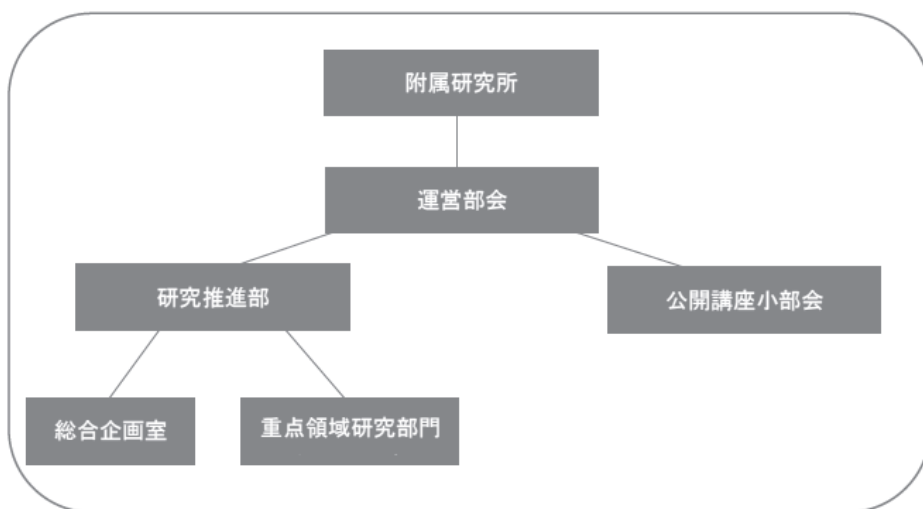 附属研究所
運営部会
研究推進部
公開講座小部会
総合企画室
重点領域研究部門